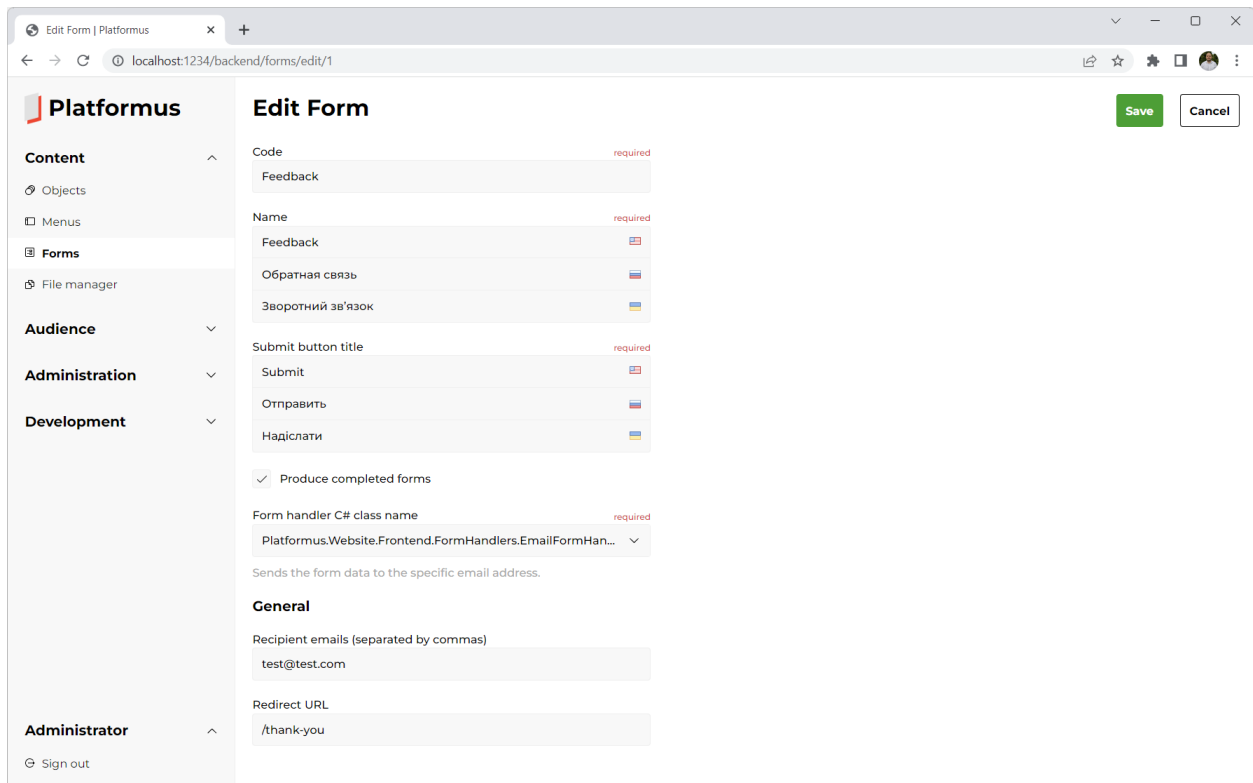 Edit Form | Platformus
localhost:1234/backend/forms/edit/1
Platformus
Content
Objects
Menus
Forms
File manager
Audience
Administration
Development
Administrator
Sign out
Edit Form
Save
Cancel
Code
required
Feedback
Name
required
Feedback
Обратная связь
Зворотний зв'язок
Submit button title
required
Submit
Отправить
Надіслати
Produce completed forms
Form handler C# class name
required
Platformus.Website.Frontend.FormHandlers.EmailFormHan...
Sends the form data to the specific email address.
General
Recipient emails (separated by commas)
test@test.com
Redirect URL
/thank-you